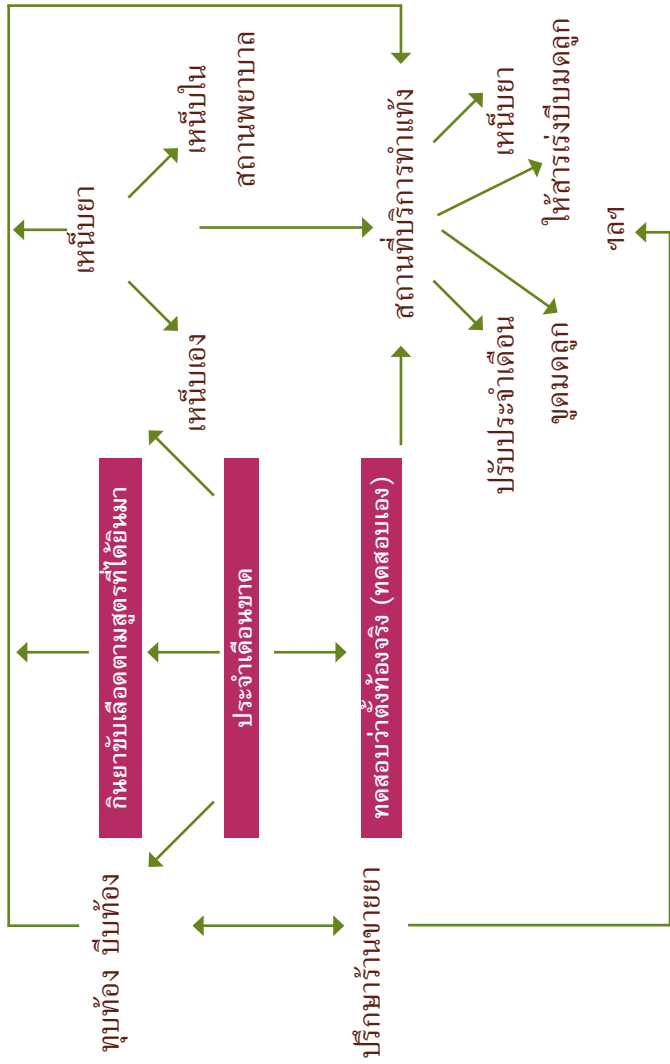 ทุบท้อง บีบท้อง
กินยาขับเลือดตามสูตรที่ได้ยินมา
เหน็บยา
เหน็บเอง
เหน็บใน
สถานพยาบาล
ประจำเดือนขาด
ปรึกษาร้านขายยา
ทดสอบว่าตั้งท้องจริง (ทดสอบเอง)
สถานที่บริการทำแท้ง
ปรับประจำเดือน
เหน็บยา
ขูดมดลูก
ให้สารเร่งบีบมดลูก
ฯลฯ